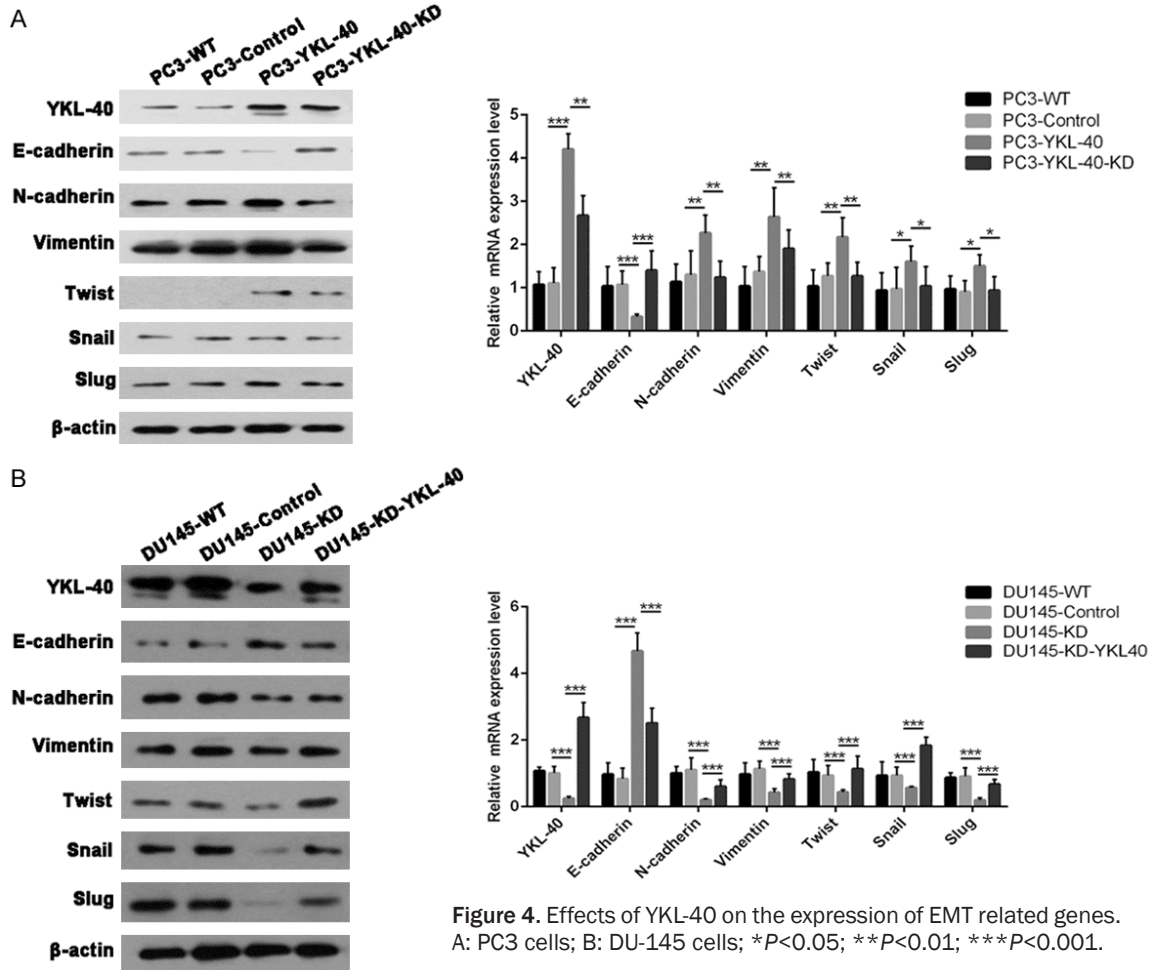 A
PC3-WT
PC3-Control
PC3-YKL-40
PC3-YKL-40-KD
YKL-40
E-cadherin
N-cadherin
Vimentin
Twist
Snail
Slug
β-actin
Relative mRNA expression level
5
4
3
2
1
0
*** **
*** ***
** **
** **
** **
* *
* *
YKL-40
E-cadherin
N-cadherin
Vimentin
Twist
Snail
Slug
PC3-WT
PC3-Control
PC3-YKL-40
PC3-YKL-40-KD
B
DU145-WT
DU145-Control
DU145-KD
DU145-KD-YKL-40
YKL-40
E-cadherin
N-cadherin
Vimentin
Twist
Snail
Slug
β-actin
Relative mRNA expression level
6
4
2
0
*** ***
*** ***
*** ***
*** ***
*** ***
*** ***
*** ***
YKL-40
E-cadherin
N-cadherin
Vimentin
Twist
Snail
Slug
DU145-WT
DU145-Control
DU145-KD
DU145-KD-YKL40
Figure 4. Effects of YKL-40 on the expression of EMT related genes.
A: PC3 cells; B: DU-145 cells; *P<0.05; **P<0.01; ***P<0.001.